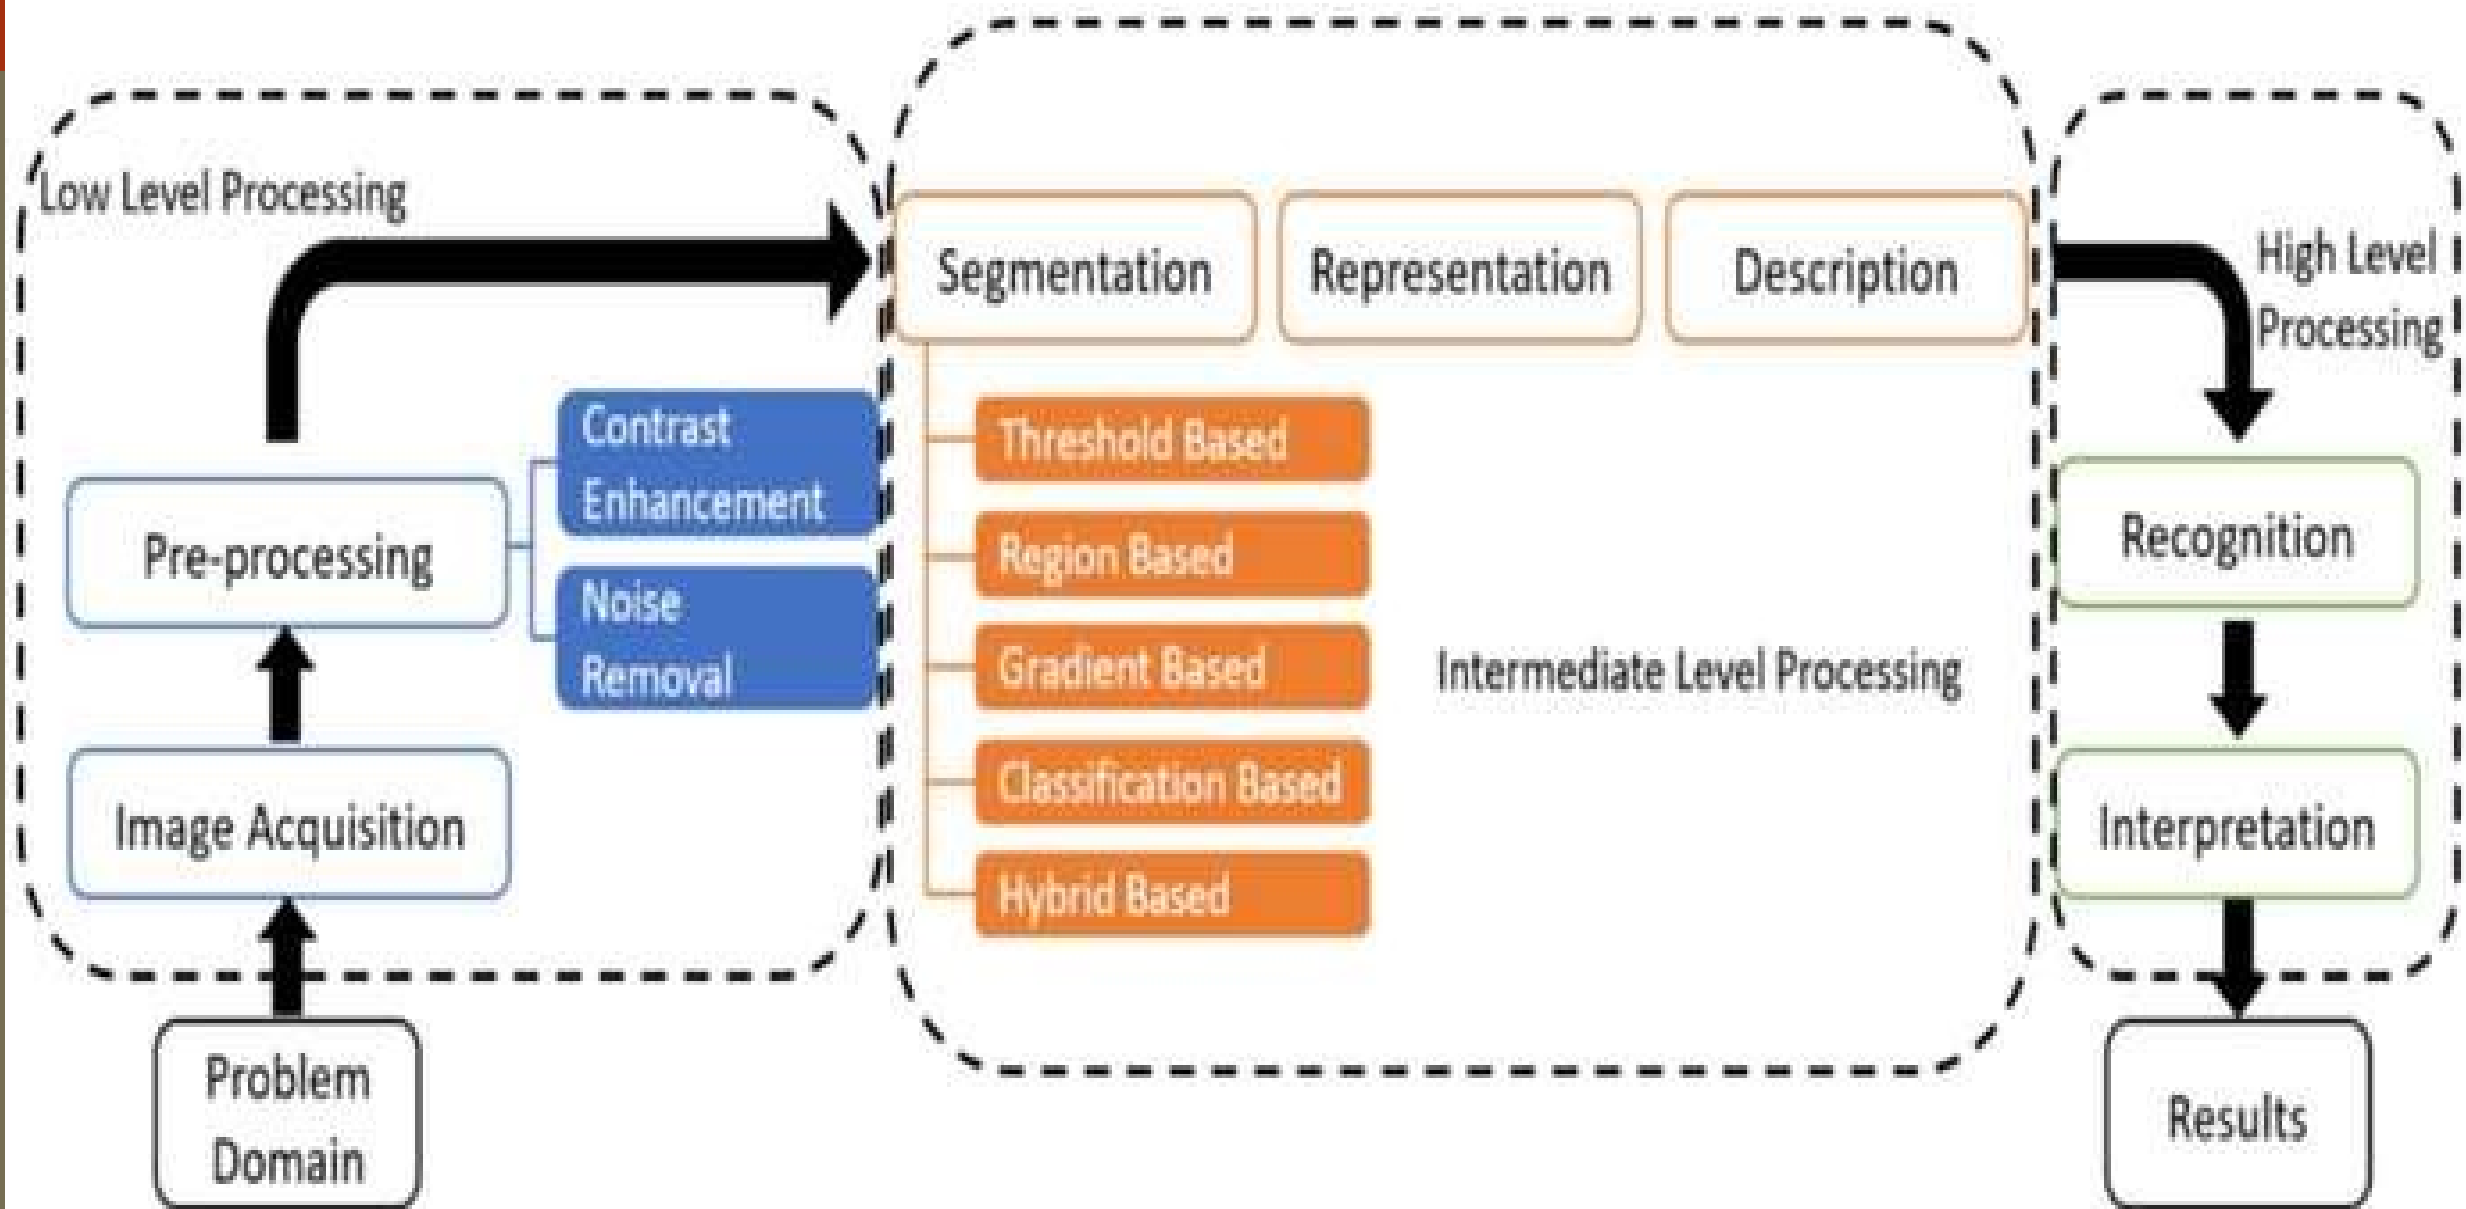 Low Level Processing
Contrast
Enhancement
Pre-processing
Noise
Removal
Image Acquisition
Problem
Domain
Segmentation
Representation
Description
Threshold Based
Region Based
Gradient Based
Classification Based
Hybrid Based
Intermediate Level Processing
High Level
Processing
Recognition
Interpretation
Results